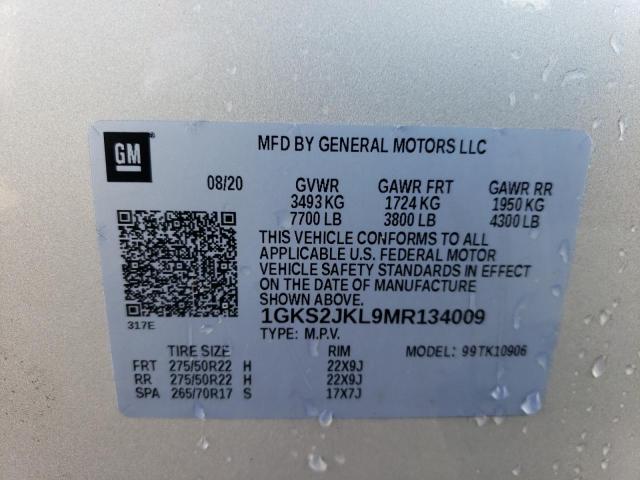 GM
MFD BY GENERAL MOTORS LLC
08/20 GVWR GAWR FRT GAWR RR
3493 KG 1724 KG 1950 KG
7700 LB 3800 LB 4300 LB
THIS VEHICLE CONFORMS TO ALL
APPLICABLE U.S. FEDERAL MOTOR
VEHICLE SAFETY STANDARDS IN EFFECT
ON THE DATE OF MANUFACTURE
SHOWN ABOVE.
317E
1GKS2JKL9MR134009
TYPE: M.P.V.
TIRE SIZE RIM MODEL: 99TK10906
FRT 275/50R22 H 22X9J
RR 275/50R22 H 22X9J
SPA 265/70R17 S 17X7J